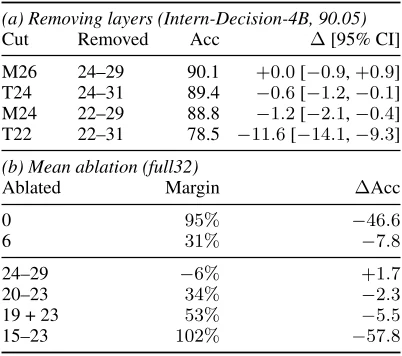 (a) Removing layers (Intern-Decision-4B, 90.05)
Cut Removed Acc Δ [95% CI]
M26 24–29 90.1 +0.0 [−0.9, +0.9]
T24 24–31 89.4 −0.6 [−1.2, −0.1]
M24 22–29 88.8 −1.2 [−2.1, −0.4]
T22 22–31 78.5 −11.6 [−14.1, −9.3]
(b) Mean ablation (full32)
Ablated Margin ΔAcc
0 95% −46.6
6 31% −7.8
24–29 −6% +1.7
20–23 34% −2.3
19 + 23 53% −5.5
15–23 102% −57.8